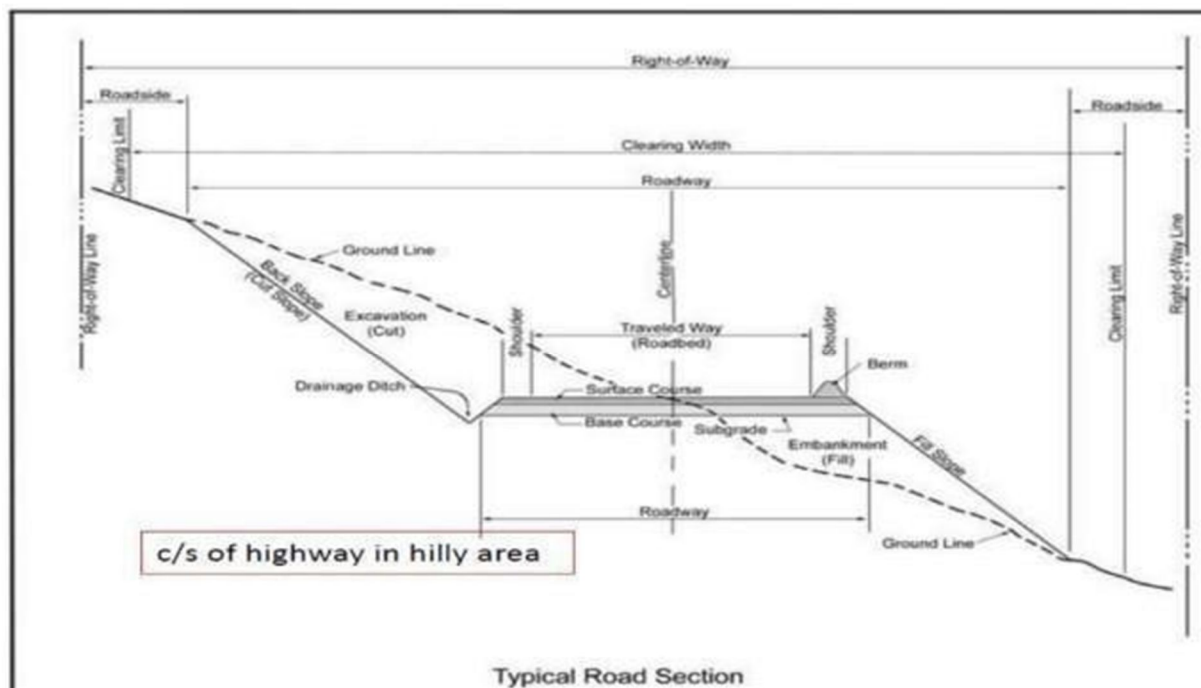 Right-of-Way
Roadside
Roadside
Clearing Limit
Clearing Width
Roadway
Right-of-Way Line
Ground Line
Back Slope
(Cut Slope)
Excavation
(Cut)
Shoulder
Centerline
Traveled Way
(Roadbed)
Shoulder
Clearing Limit
Right-of-Way Line
Berm
Drainage Ditch
Surface Course
Base Course
Subgrade
Embankment
(Fill)
Fill Slope
Roadway
Ground Line
c/s of highway in hilly area
Typical Road Section